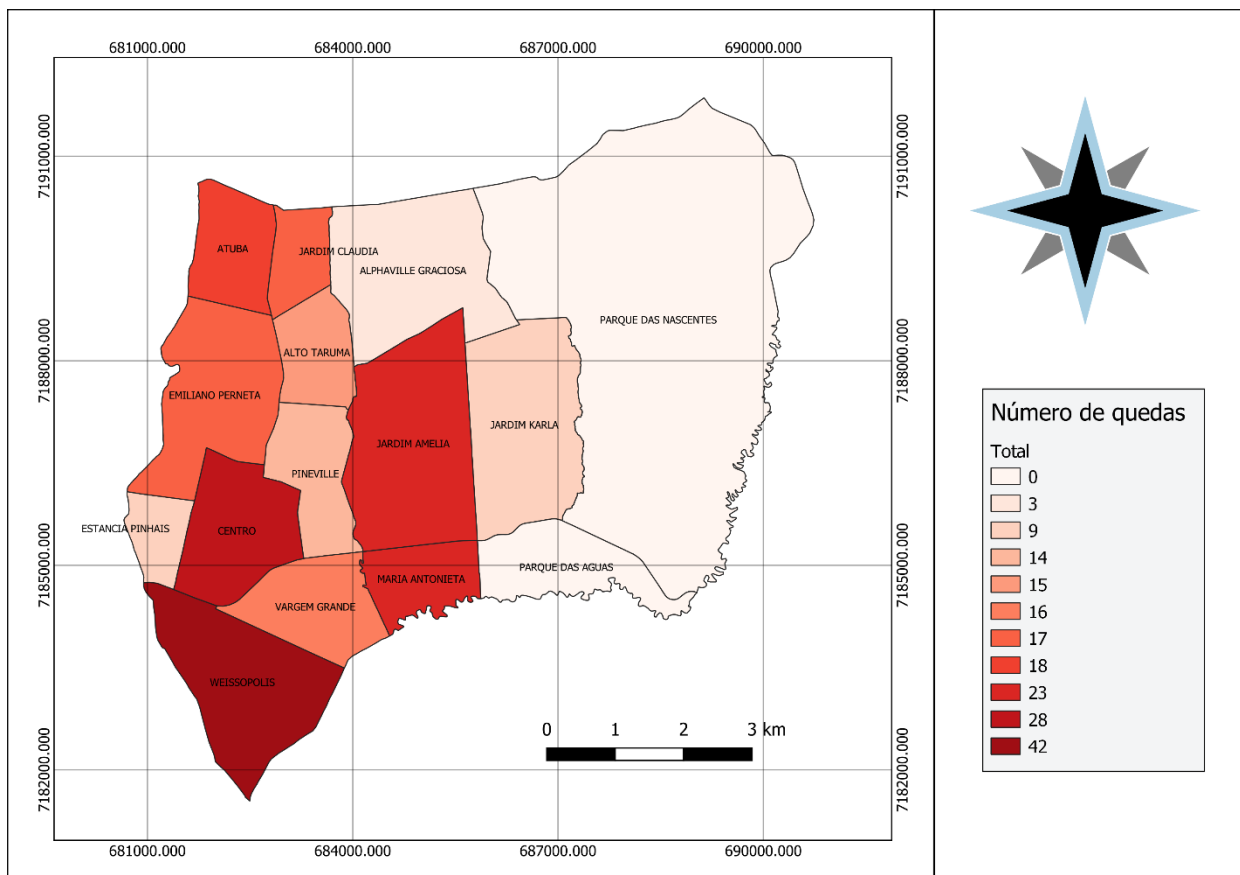 681000.000 684000.000 687000.000 690000.000
7191000.000 7191000.000
ATUBA
JARDIM CLAUDIA
ALPHAVILLE GRACIOSA
PARQUE DAS NASCENTES
ALTO TARUMA
7188000.000 7188000.000
EMILIANO PERNETA
JARDIM KARLA
JARDIM AMELIA
PINEVILLE
ESTANCIA PINHAIS
CENTRO
7185000.000 7185000.000
PARQUE DAS AGUAS
MARIA ANTONIETA
VARGEM GRANDE
WEISSOPOLIS
0 1 2 3 km
7182000.000 7182000.000
681000.000 684000.000 687000.000 690000.000
Número de quedas
Total
0
3
9
14
15
16
17
18
23
28
42